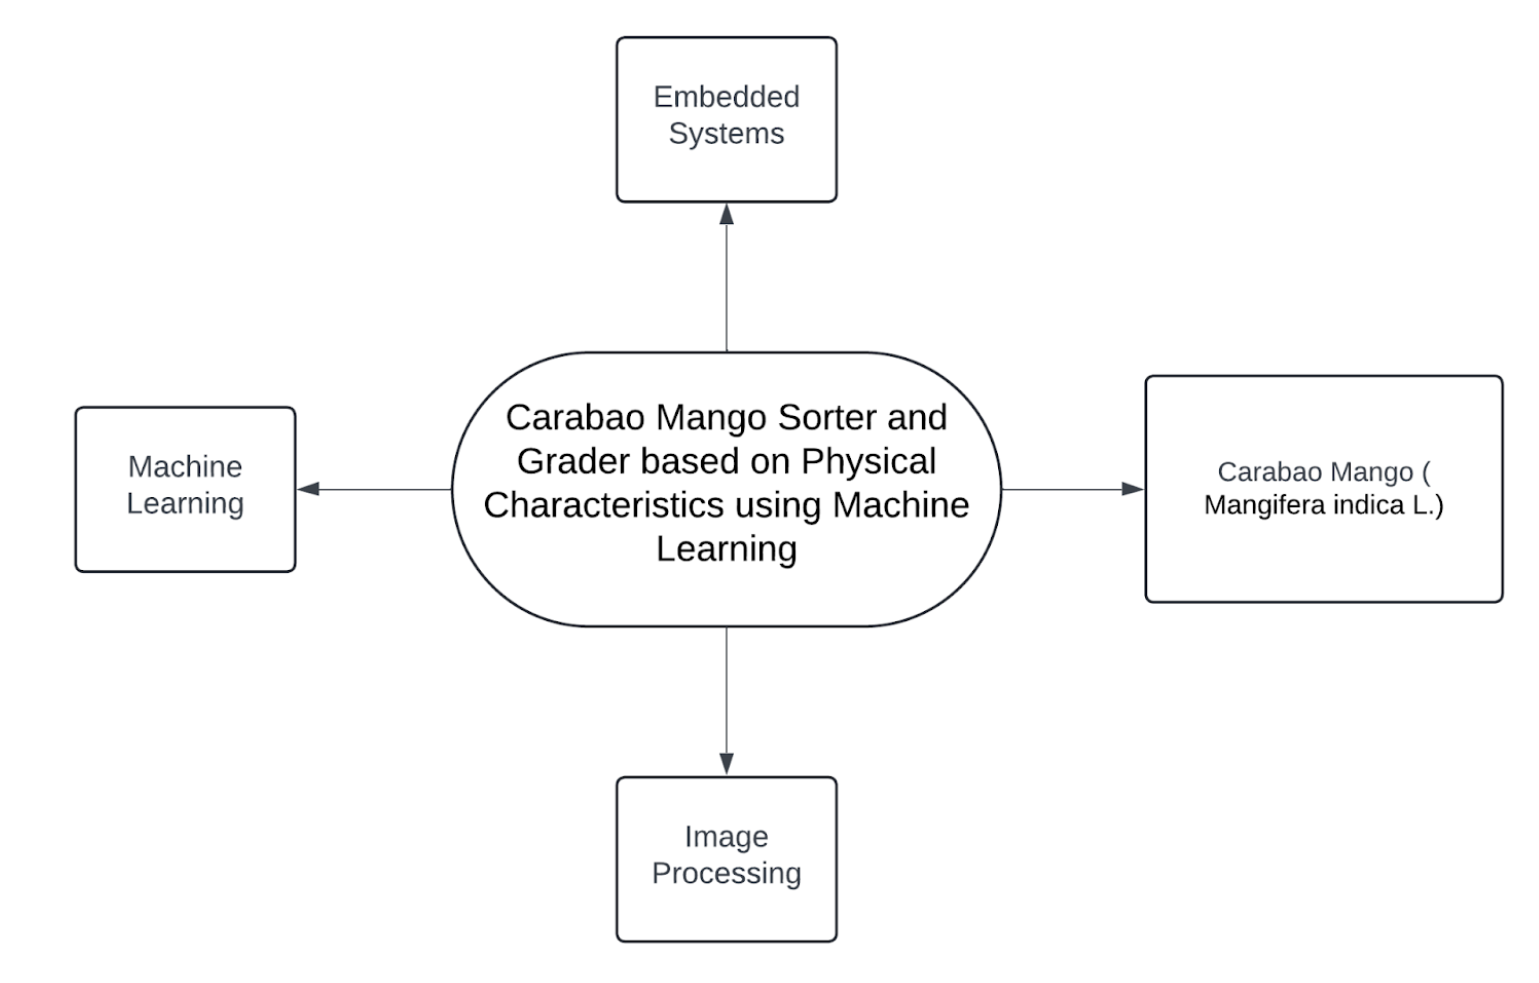 Embedded
Systems
Machine
Learning
Carabao Mango Sorter and
Grader based on Physical
Characteristics using Machine
Learning
Carabao Mango (
Mangifera indica L.)
Image
Processing